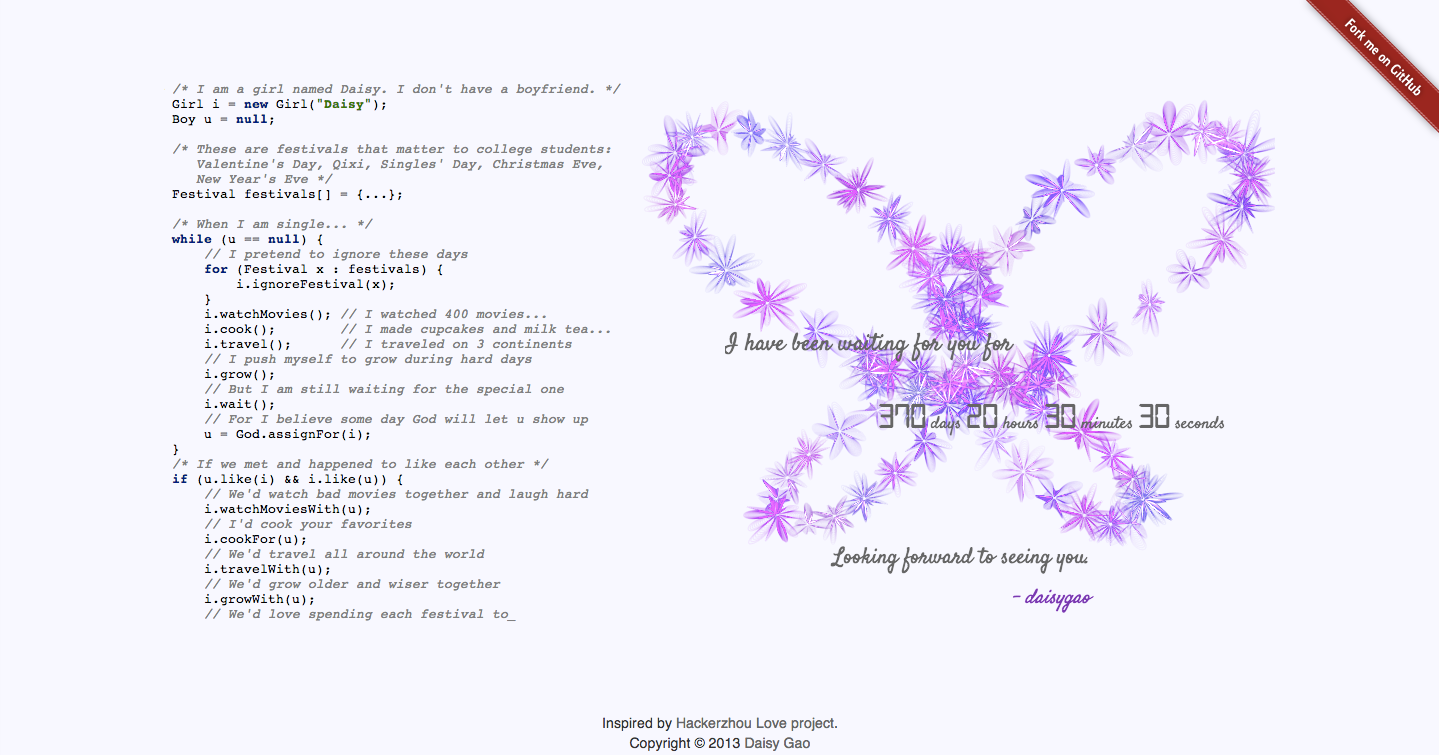 /* I am a girl named Daisy. I don't have a boyfriend. */
Girl i = new Girl("Daisy");
Boy u = null;
/* These are festivals that matter to college students:
Valentine's Day, Qixi, Singles' Day, Christmas Eve,
New Year's Eve */
Festival festivals[] = {...};
/* When I am single... */
while (u == null) {
// I pretend to ignore these days
for (Festival x : festivals) {
i.ignoreFestival(x);
}
i.watchMovies(); // I watched 400 movies...
i.cook(); // I made cupcakes and milk tea...
i.travel(); // I traveled on 3 continents
// I push myself to grow during hard days
i.grow();
// But I am still waiting for the special one
i.wait();
// For I believe some day God will let u show up
u = God.assignFor(i);
}
/* If we met and happened to like each other */
if (u.like(i) && i.like(u)) {
// We'd watch bad movies together and laugh hard
i.watchMoviesWith(u);
// I'd cook your favorites
i.cookFor(u);
// We'd travel all around the world
i.travelWith(u);
// We'd grow older and wiser together
i.growWith(u);
// We'd love spending each festival to_
I have been waiting for you for
370 days 20 hours 30 minutes 30 seconds
Looking forward to seeing you.
- daisygao
Fork me on GitHub
Inspired by Hackerzhou Love project.
Copyright © 2013 Daisy Gao